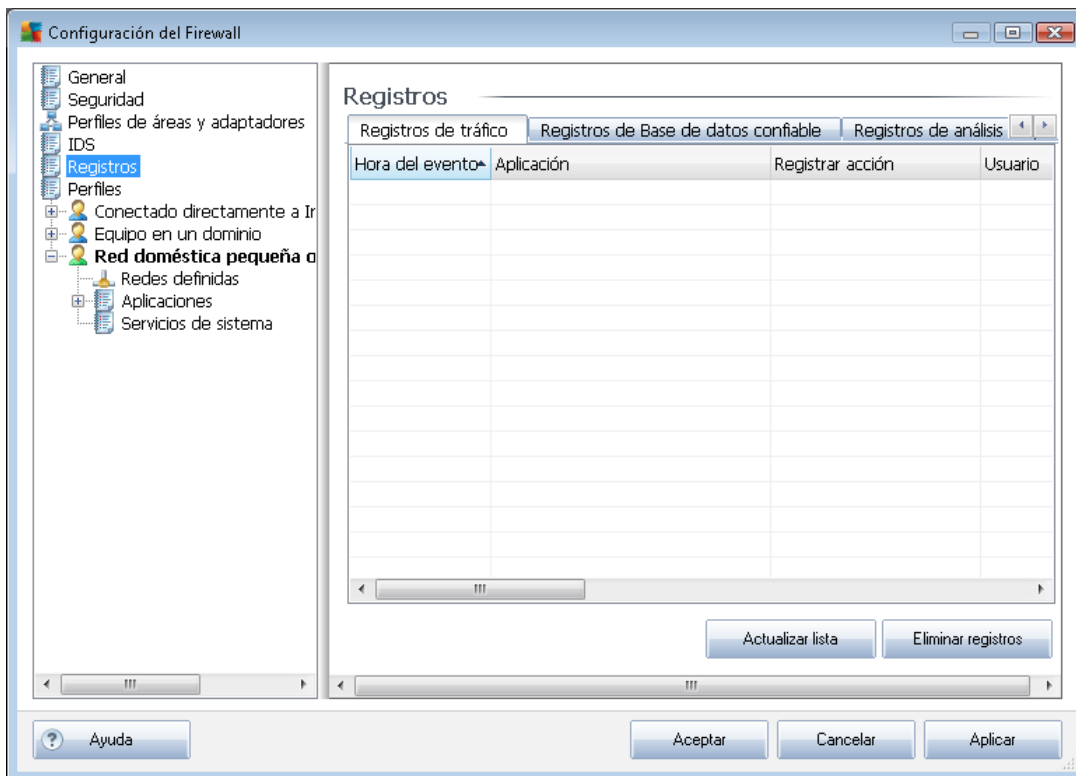 Configuración del Firewall
General
Seguridad
Perfiles de áreas y adaptadores
IDS
Registros
Perfiles
Conectado directamente a Ir
Equipo en un dominio
Red doméstica pequeña o
Redes definidas
Aplicaciones
Servicios de sistema
Registros
Registros de tráfico Registros de Base de datos confiable Registros de análisis
Hora del evento Aplicación Registrar acción Usuario
Actualizar lista Eliminar registros
? Ayuda Aceptar Cancelar Aplicar